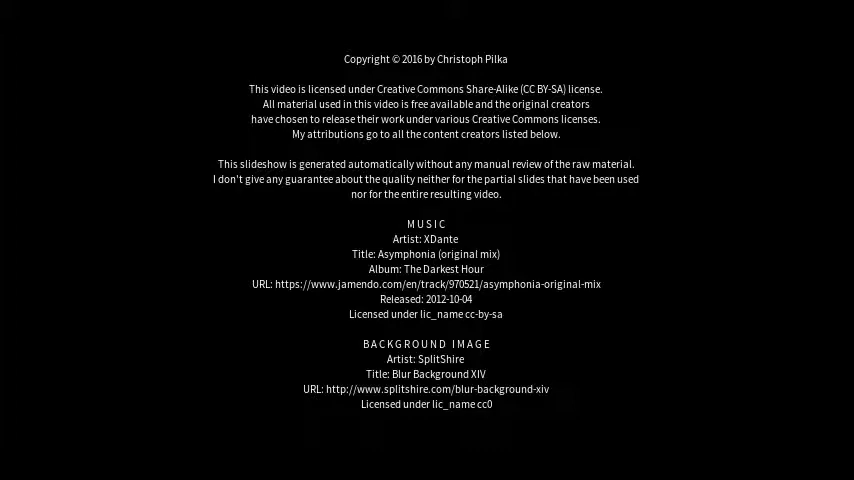 Copyright © 2016 by Christoph Pilka
This video is licensed under Creative Commons Share-Alike (CC BY-SA) license.
All material used in this video is free available and the original creators
have chosen to release their work under various Creative Commons licenses.
My attributions go to all the content creators listed below.
This slideshow is generated automatically without any manual review of the raw material.
I don't give any guarantee about the quality neither for the partial slides that have been used
nor for the entire resulting video.
MUSIC
Artist: XDante
Title: Asymphonia (original mix)
Album: The Darkest Hour
URL: https://www.jamendo.com/en/track/970521/asymphonia-original-mix
Released: 2012-10-04
Licensed under lic_name cc-by-sa
BACKGROUND IMAGE
Artist: SplitShire
Title: Blur Background XIV
URL: http://www.splitshire.com/blur-background-xiv
Licensed under lic_name cc0